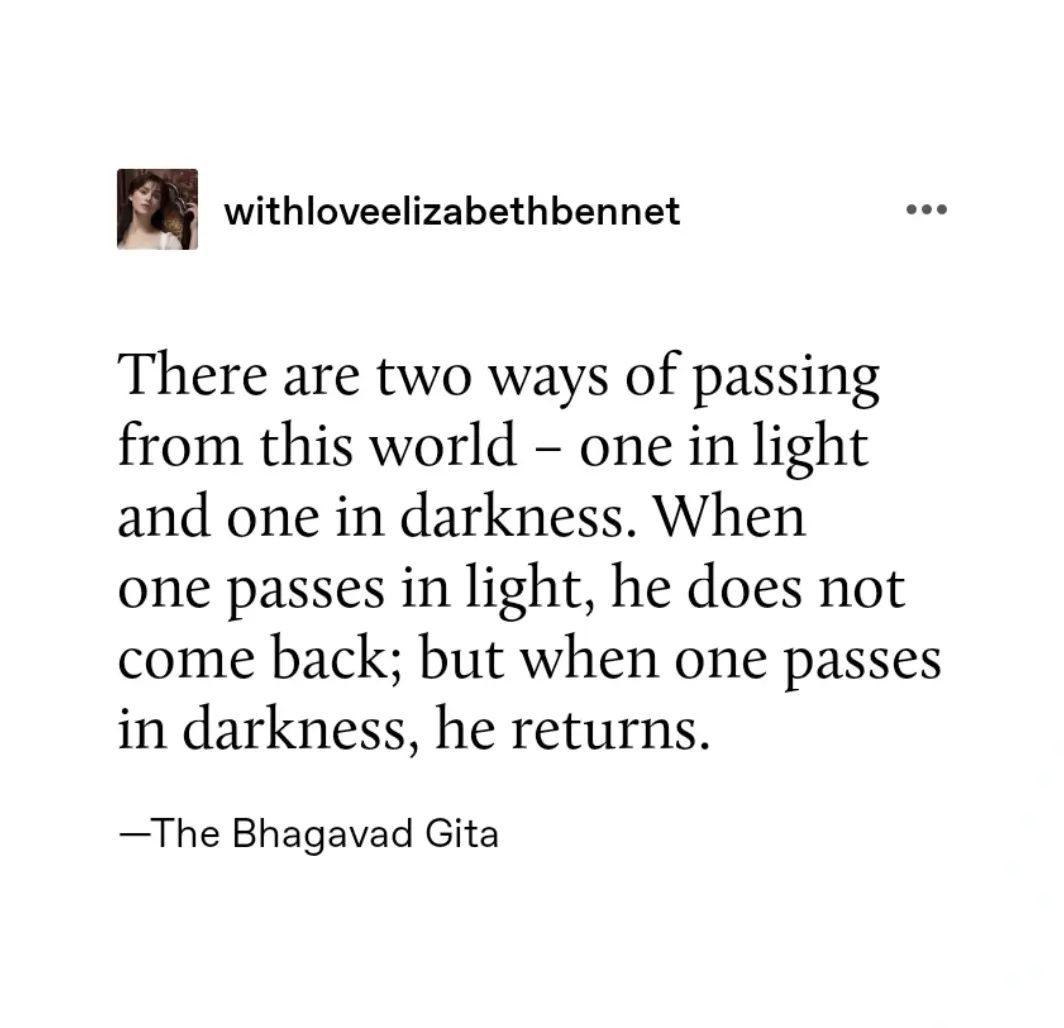 withloveelizabethbennet
There are two ways of passing
from this world – one in light
and one in darkness. When
one passes in light, he does not
come back; but when one passes
in darkness, he returns.
—The Bhagavad Gita